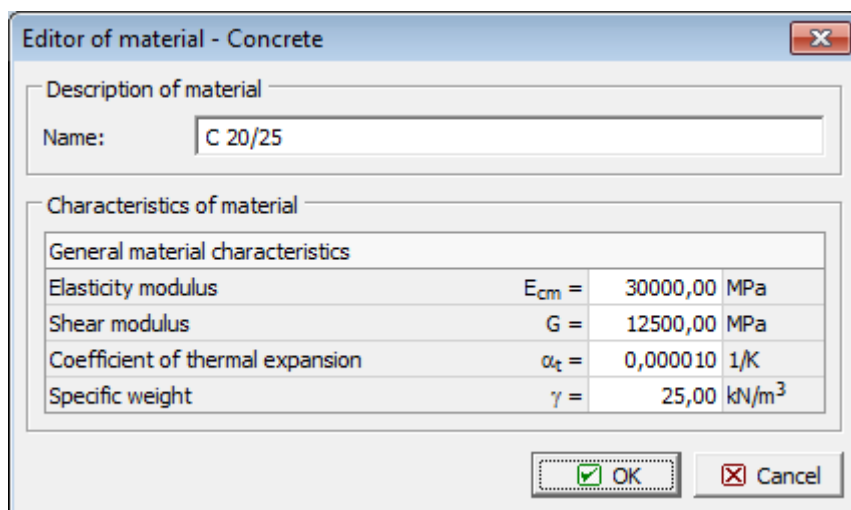 Editor of material - Concrete
Description of material
Name: C 20/25
Characteristics of material
General material characteristics
Elasticity modulus E_cm = 30000,00 MPa
Shear modulus G = 12500,00 MPa
Coefficient of thermal expansion α_t = 0,000010 1/K
Specific weight γ = 25,00 kN/m³
OK Cancel